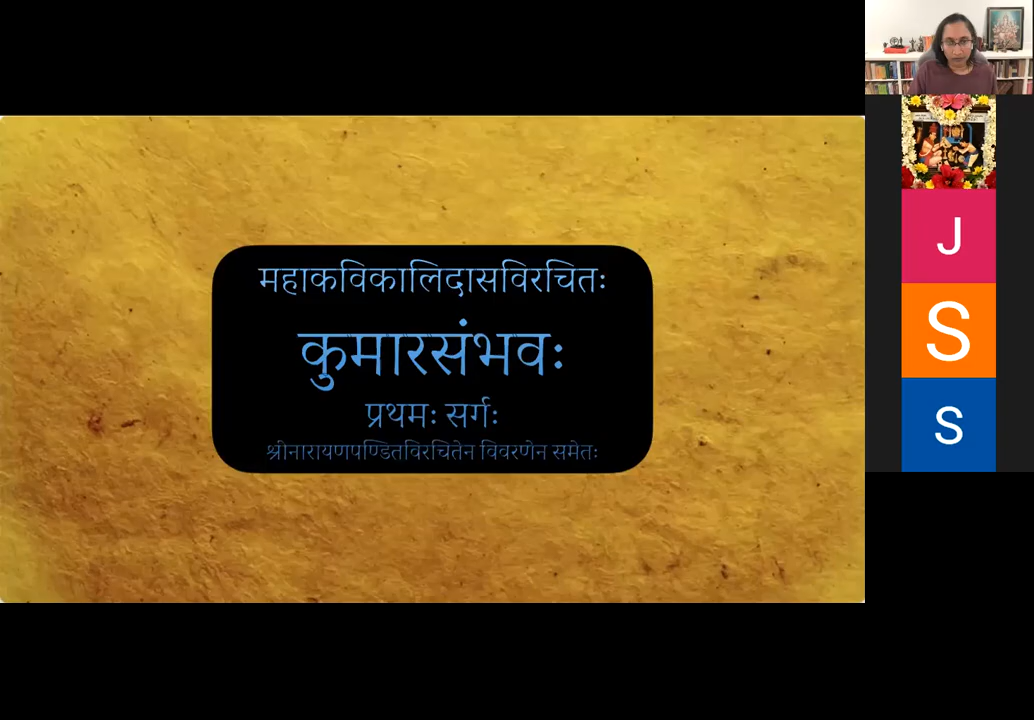 महाकविकालिदासविरचितः
कुमारसंभवः
प्रथमः सर्गः
श्रीनारायणपण्डितविरचितेन विवरणेन समेतः
J
S
S